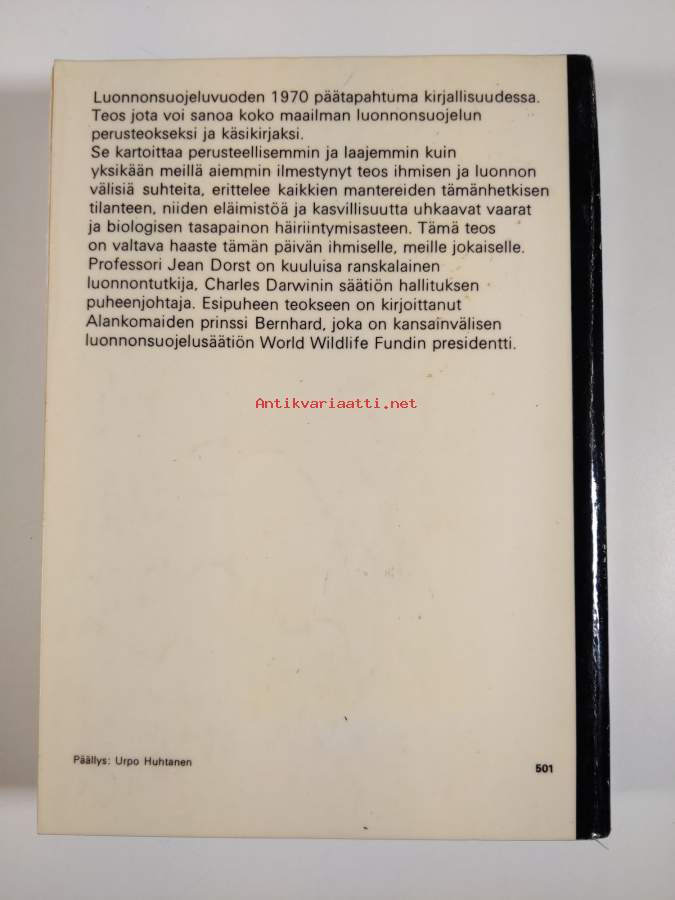 Luonnonsuojeluvuoden 1970 päätapahtuma kirjallisuudessa.
Teos jota voi sanoa koko maailman luonnonsuojelun
perusteokseksi ja käsikirjaksi.
Se kartoittaa perusteellisemmin ja laajemmin kuin
yksikään meillä aiemmin ilmestynyt teos ihmisen ja luonnon
välisiä suhteita, erittelee kaikkien mantereiden tämänhetkisen
tilanteen, niiden eläimistöä ja kasvillisuutta uhkaavat vaarat
ja biologisen tasapainon häiriintymisasteen. Tämä teos
on valtava haaste tämän päivän ihmiselle, meille jokaiselle.
Professori Jean Dorst on kuuluisa ranskalainen
luonnontutkija, Charles Darwinin säätiön hallituksen
puheenjohtaja. Esipuheen teokseen on kirjoittanut
Alankomaiden prinssi Bernhard, joka on kansainvälisen
luonnonsuojelusäätiön World Wildlife Fundin presidentti.
Antikvariaatti.net
Päällys: Urpo Huhtanen
501